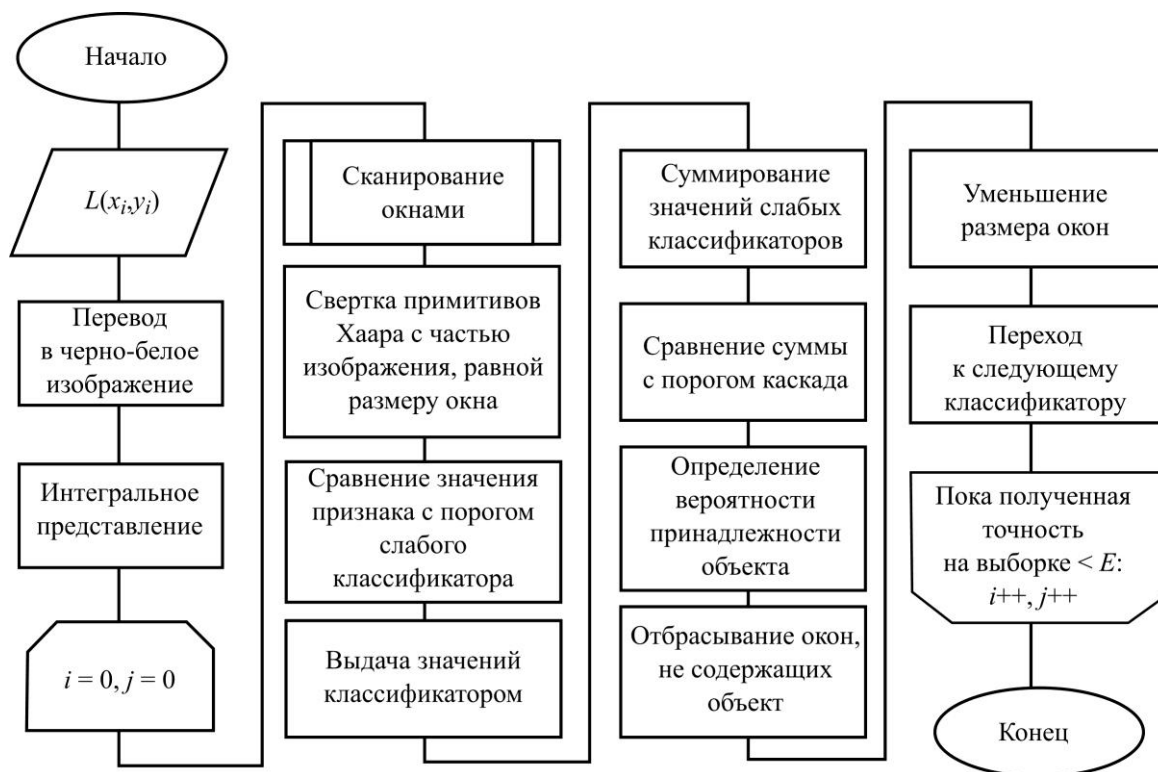 Начало
L(xi,yi)
Перевод
в черно-белое
изображение
Интегральное
представление
i = 0, j = 0
Сканирование
окнами
Свертка примитивов
Хаара с частью
изображения, равной
размеру окна
Сравнение значения
признака с порогом
слабого
классификатора
Выдача значений
классификатором
Суммирование
значений слабых
классификаторов
Сравнение суммы
с порогом каскада
Определение
вероятности
принадлежности
объекта
Отбрасывание окон,
не содержащих
объект
Уменьшение
размера окон
Переход
к следующему
классификатору
Пока полученная
точность
на выборке < E:
i++, j++
Конец